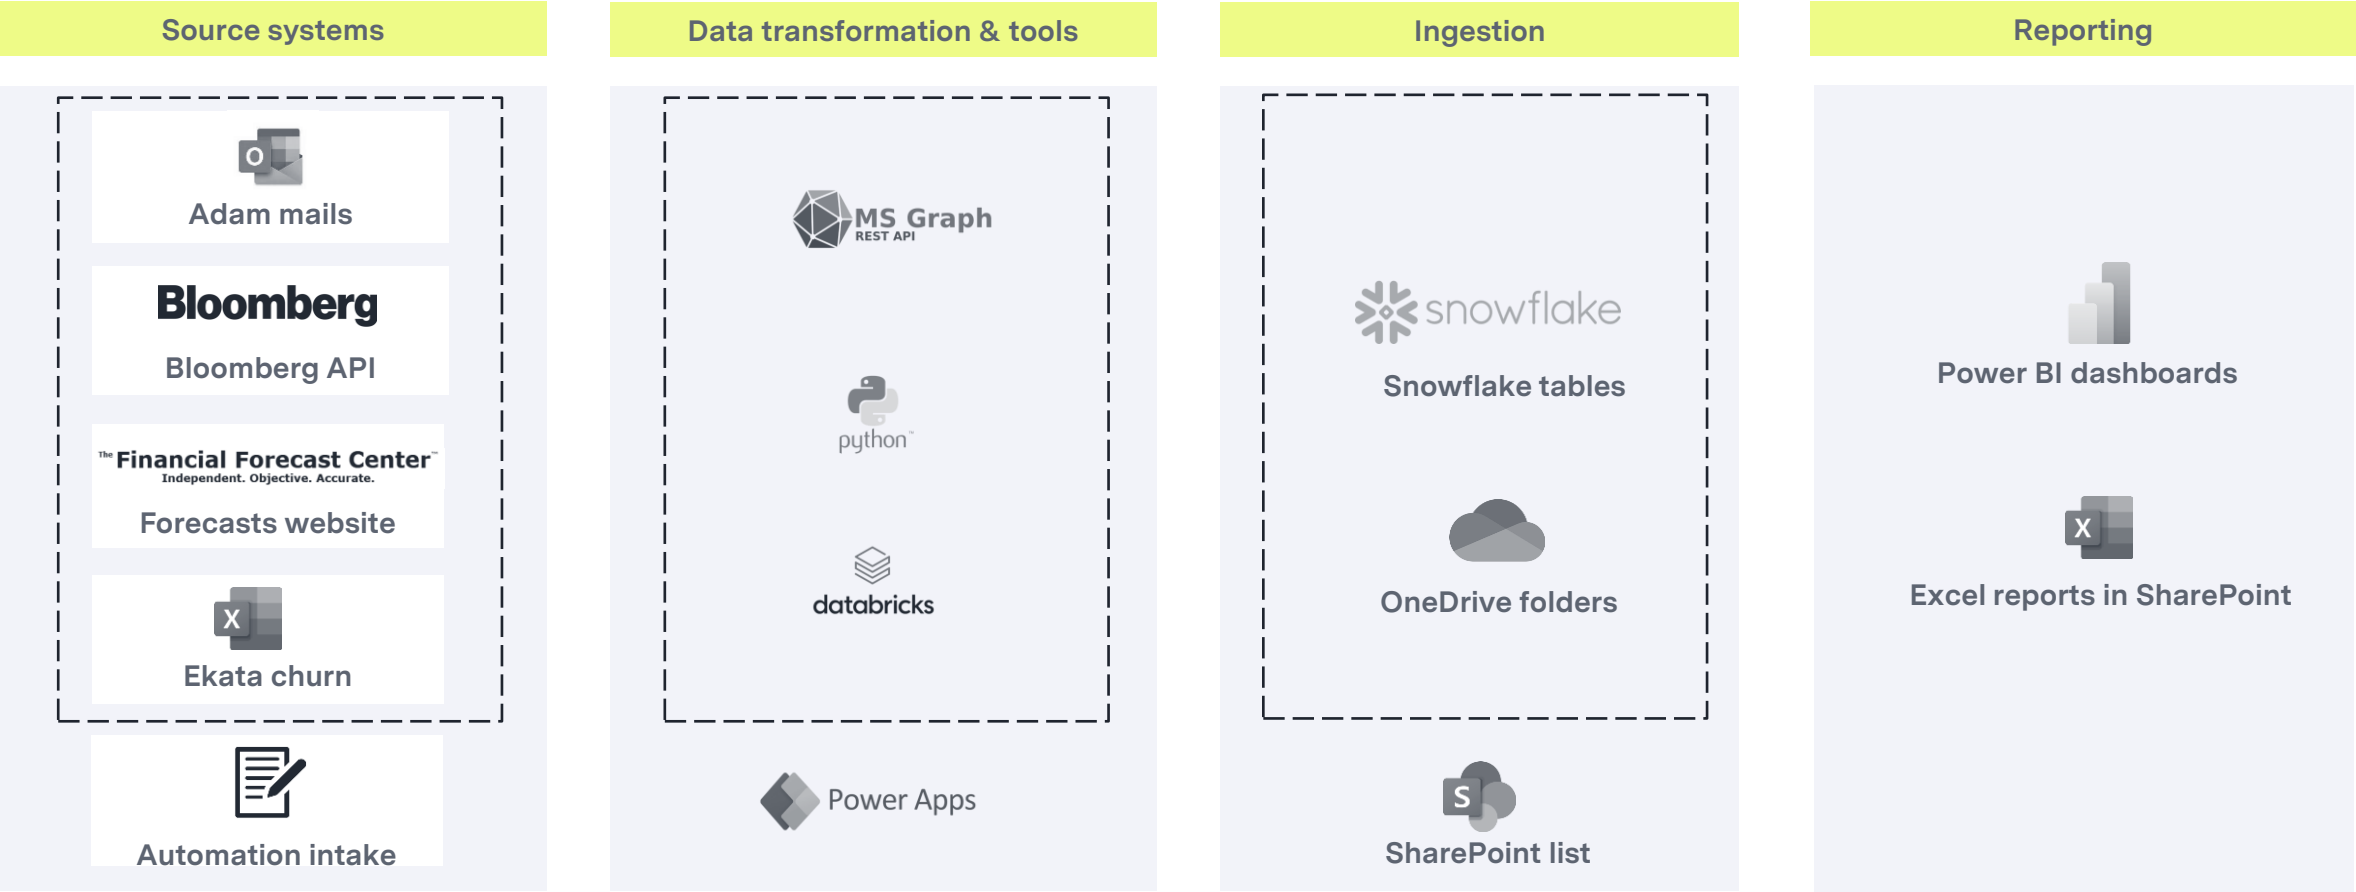 Source systems
Data transformation & tools
Ingestion
Reporting
O
Adam mails
Bloomberg
Bloomberg API
The Financial Forecast Center™
Independent. Objective. Accurate.
Forecasts website
X
Ekata churn
Automation intake
MS Graph
REST API
python™
databricks
Power Apps
snowflake
Snowflake tables
OneDrive folders
S
SharePoint list
Power BI dashboards
X
Excel reports in SharePoint